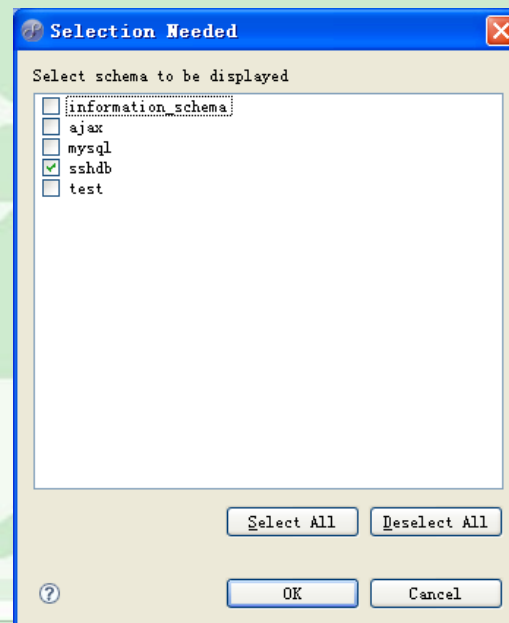 Selection Needed
Select schema to be displayed
information_schema
ajax
mysql
sshdb
test
Select All
Deselect All
?
OK
Cancel